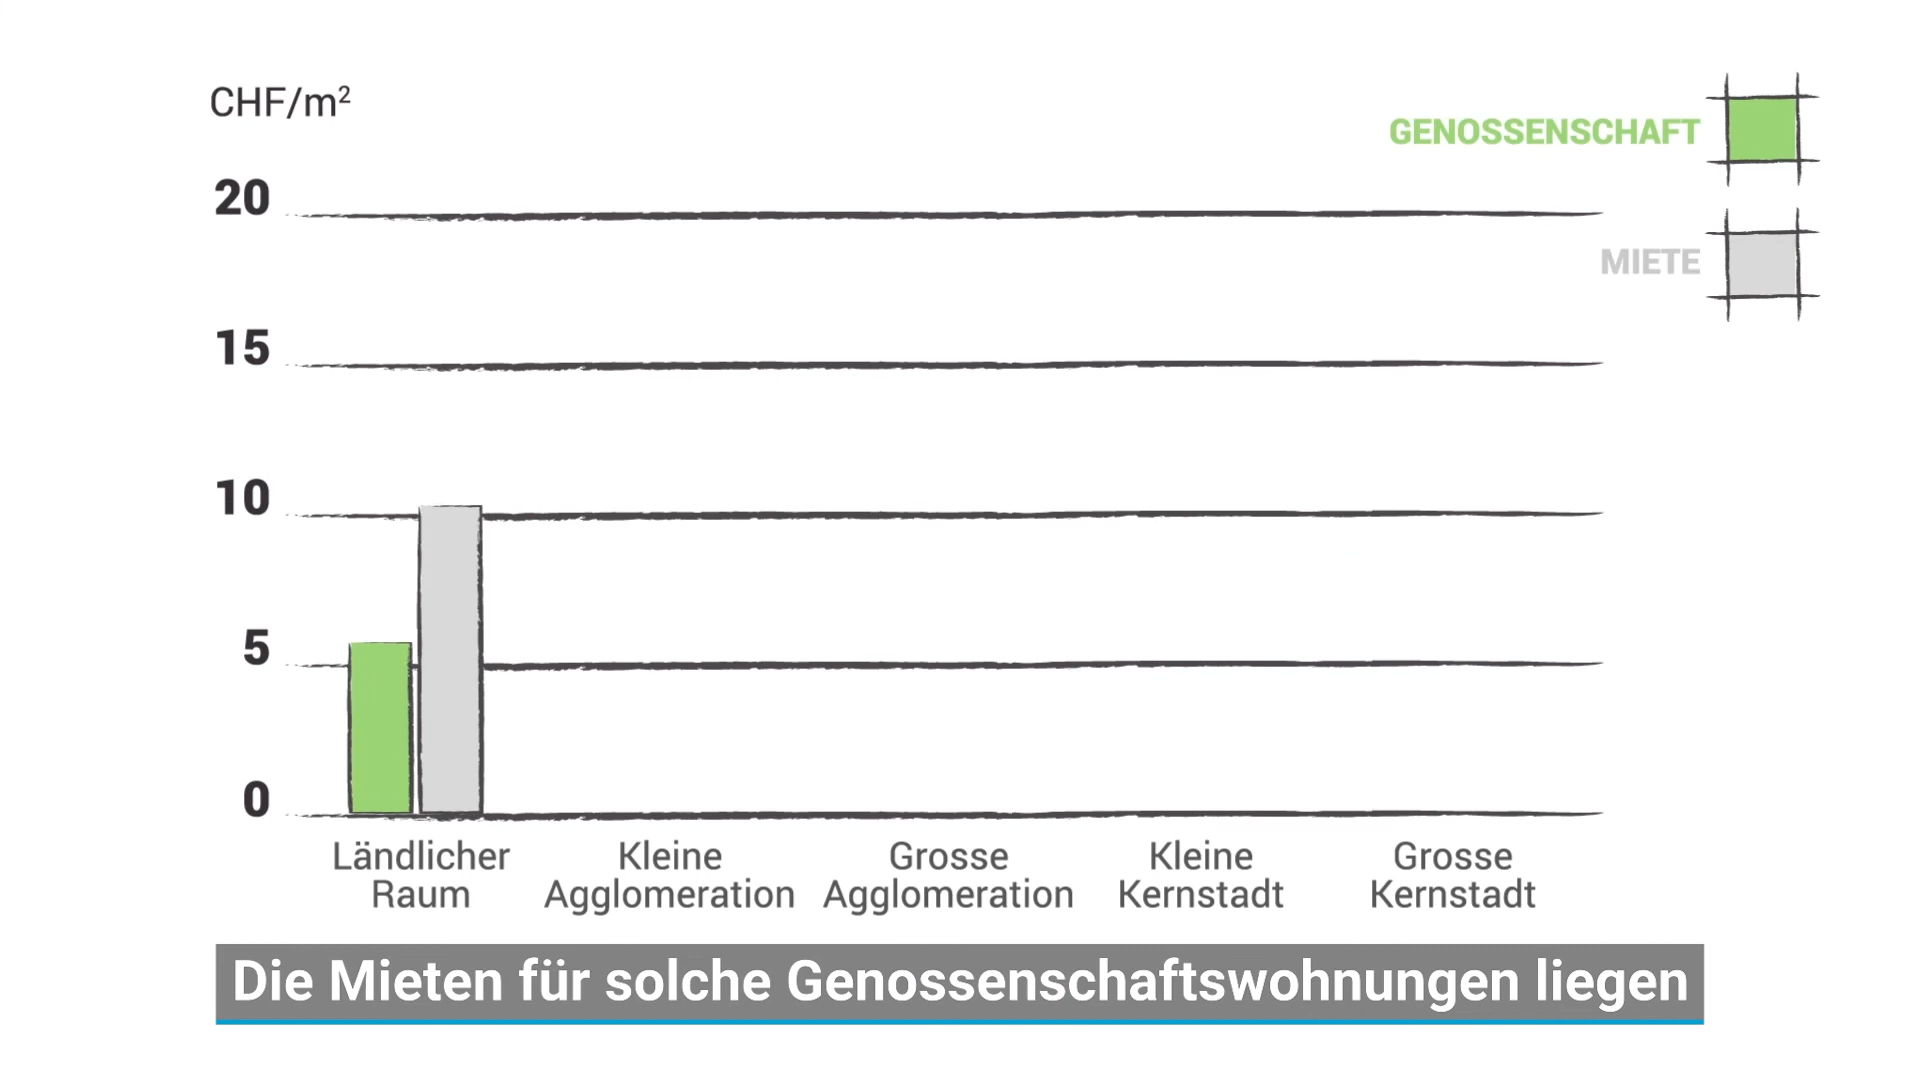 CHF/m²
GENOSSENSCHAFT
20
MIETE
15
10
5
0
Ländlicher
Raum
Kleine
Agglomeration
Grosse
Agglomeration
Kleine
Kernstadt
Grosse
Kernstadt
Die Mieten für solche Genossenschaftswohnungen liegen